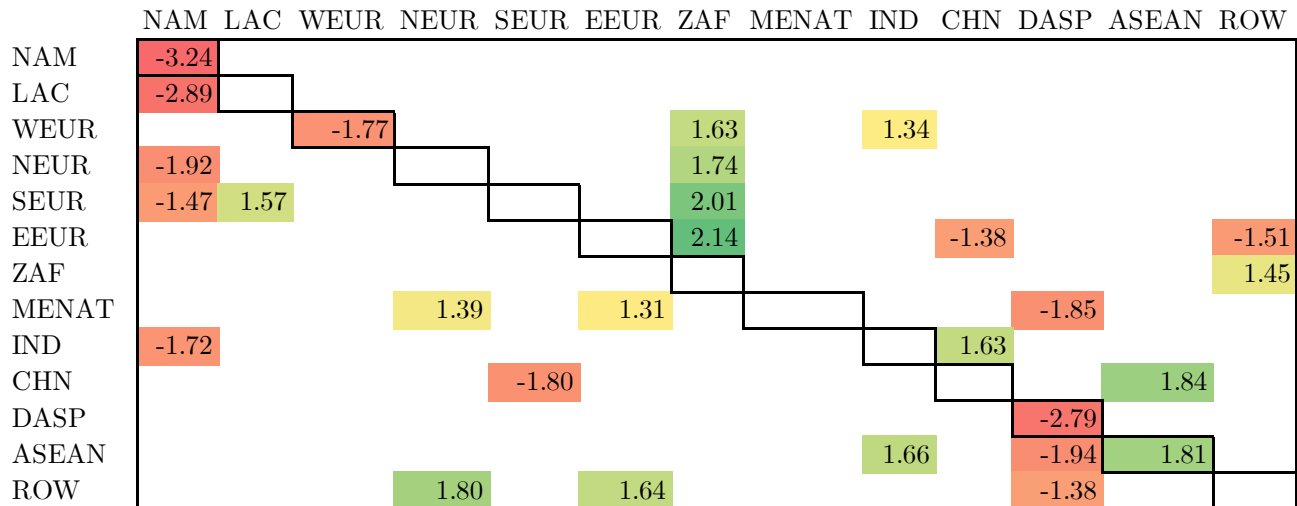 NAM LAC WEUR NEUR SEUR EEUR ZAF MENAT IND CHN DASP ASEAN ROW
NAM -3.24
LAC -2.89
WEUR -1.77 1.63 1.34
NEUR -1.92 1.74
SEUR -1.47 1.57 2.01
EEUR 2.14 -1.38 -1.51
ZAF 1.45
MENAT 1.39 1.31 -1.85
IND -1.72 1.63
CHN -1.80 1.84
DASP -2.79
ASEAN 1.66 -1.94 1.81
ROW 1.80 1.64 -1.38